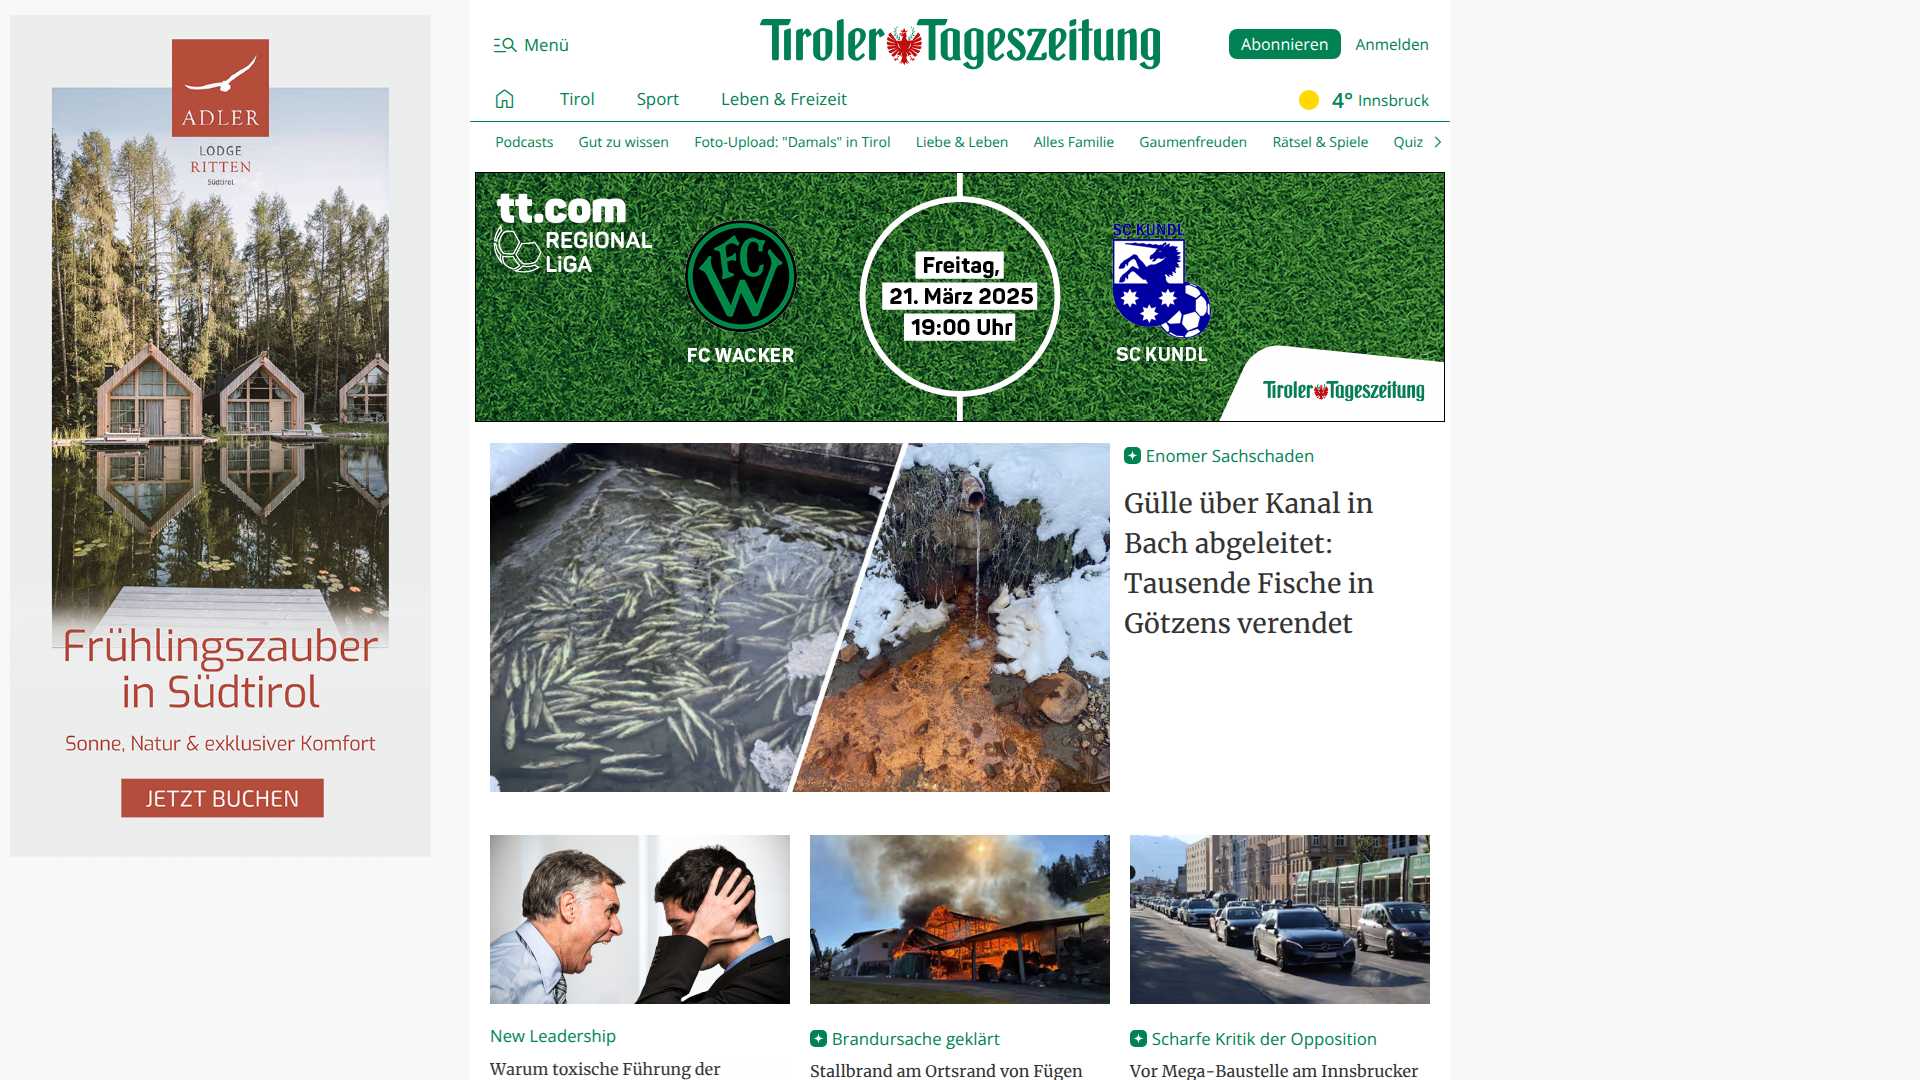 ADLER
LODGE
RITTEN
Südtirol
Frühlingszauber
in Südtirol
Sonne, Natur & exklusiver Komfort
JETZT BUCHEN
Menü
Tiroler Tageszeitung
Abonnieren
Anmelden
Tirol
Sport
Leben & Freizeit
4° Innsbruck
Podcasts
Gut zu wissen
Foto-Upload: "Damals" in Tirol
Liebe & Leben
Alles Familie
Gaumenfreuden
Rätsel & Spiele
Quiz
tt.com
REGIONAL
LiGA
FCW
FC WACKER
Freitag,
21. März 2025
19:00 Uhr
SC KUNDL
SC KUNDL
Tiroler Tageszeitung
Enomer Sachschaden
Gülle über Kanal in
Bach abgeleitet:
Tausende Fische in
Götzens verendet
New Leadership
Warum toxische Führung der
Brandursache geklärt
Stallbrand am Ortsrand von Fügen
Scharfe Kritik der Opposition
Vor Mega-Baustelle am Innsbrucker